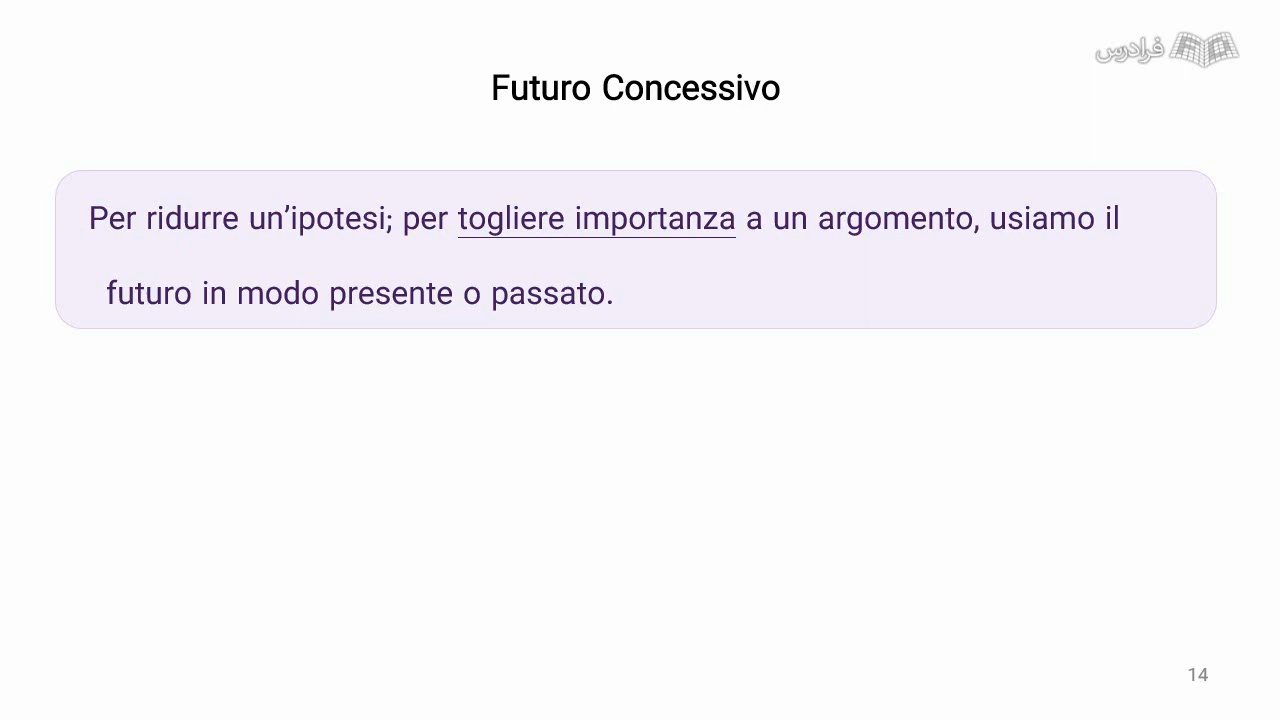 فرادرس
Futuro Concessivo
Per ridurre un’ipotesi; per togliere importanza a un argomento, usiamo il
futuro in modo presente o passato.
14